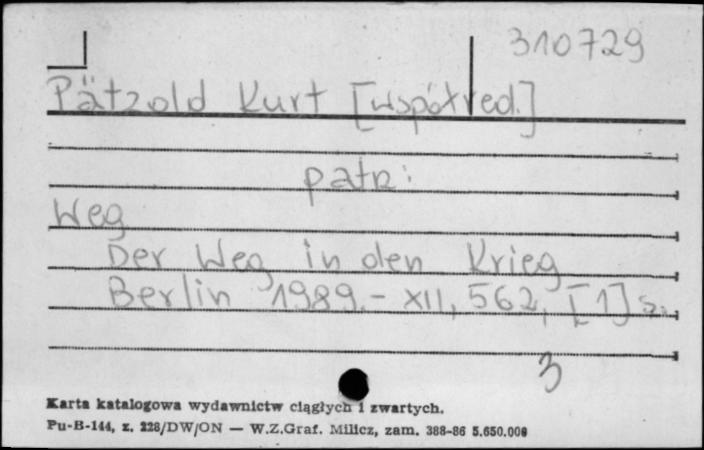 310729
Pätzold Kurt [współred.]
patrz:
Weg
Der Weg in den Krieg
Berlin 1989.- XII, 562, [1] s.
3
Karta katalogowa wydawnictw ciągłych i zwartych.
Pu-B-144, z. 228/DW/ON — W.Z.Graf. Milicz, zam. 388-86 5.650.000